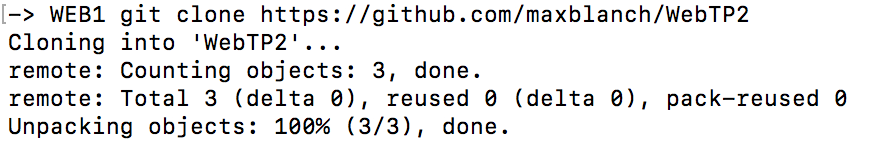 [-> WEB1 git clone https://github.com/maxblanch/WebTP2
Cloning into 'WebTP2'...
remote: Counting objects: 3, done.
remote: Total 3 (delta 0), reused 0 (delta 0), pack-reused 0
Unpacking objects: 100% (3/3), done.